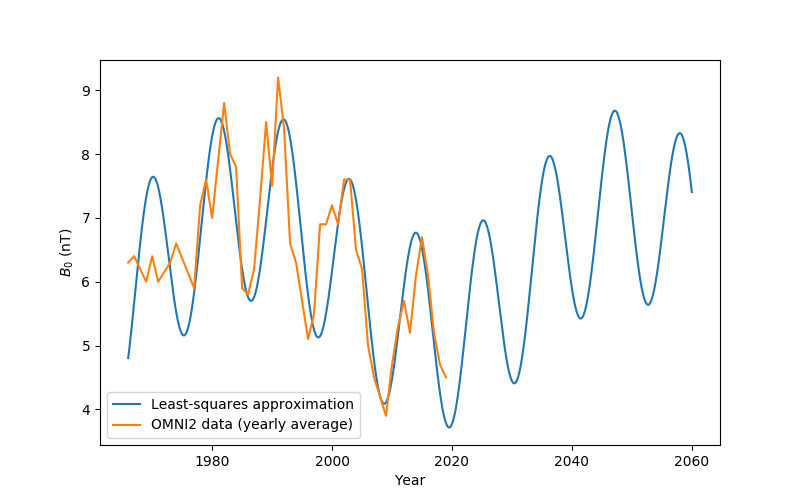 9
8
7
6
5
4
B₀ (nT)
Least-squares approximation
OMNI2 data (yearly average)
1980 2000 2020 2040 2060
Year